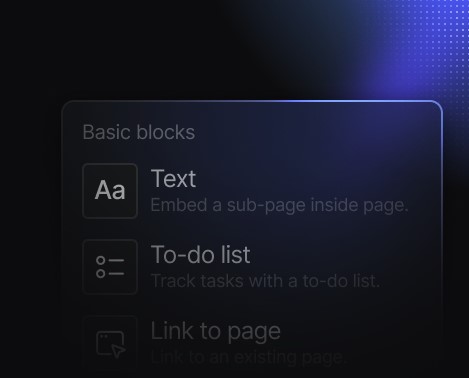 Basic blocks
Aa
Text
Embed a sub-page inside page.
To-do list
Track tasks with a to-do list.
Link to page
Link to an existing page.